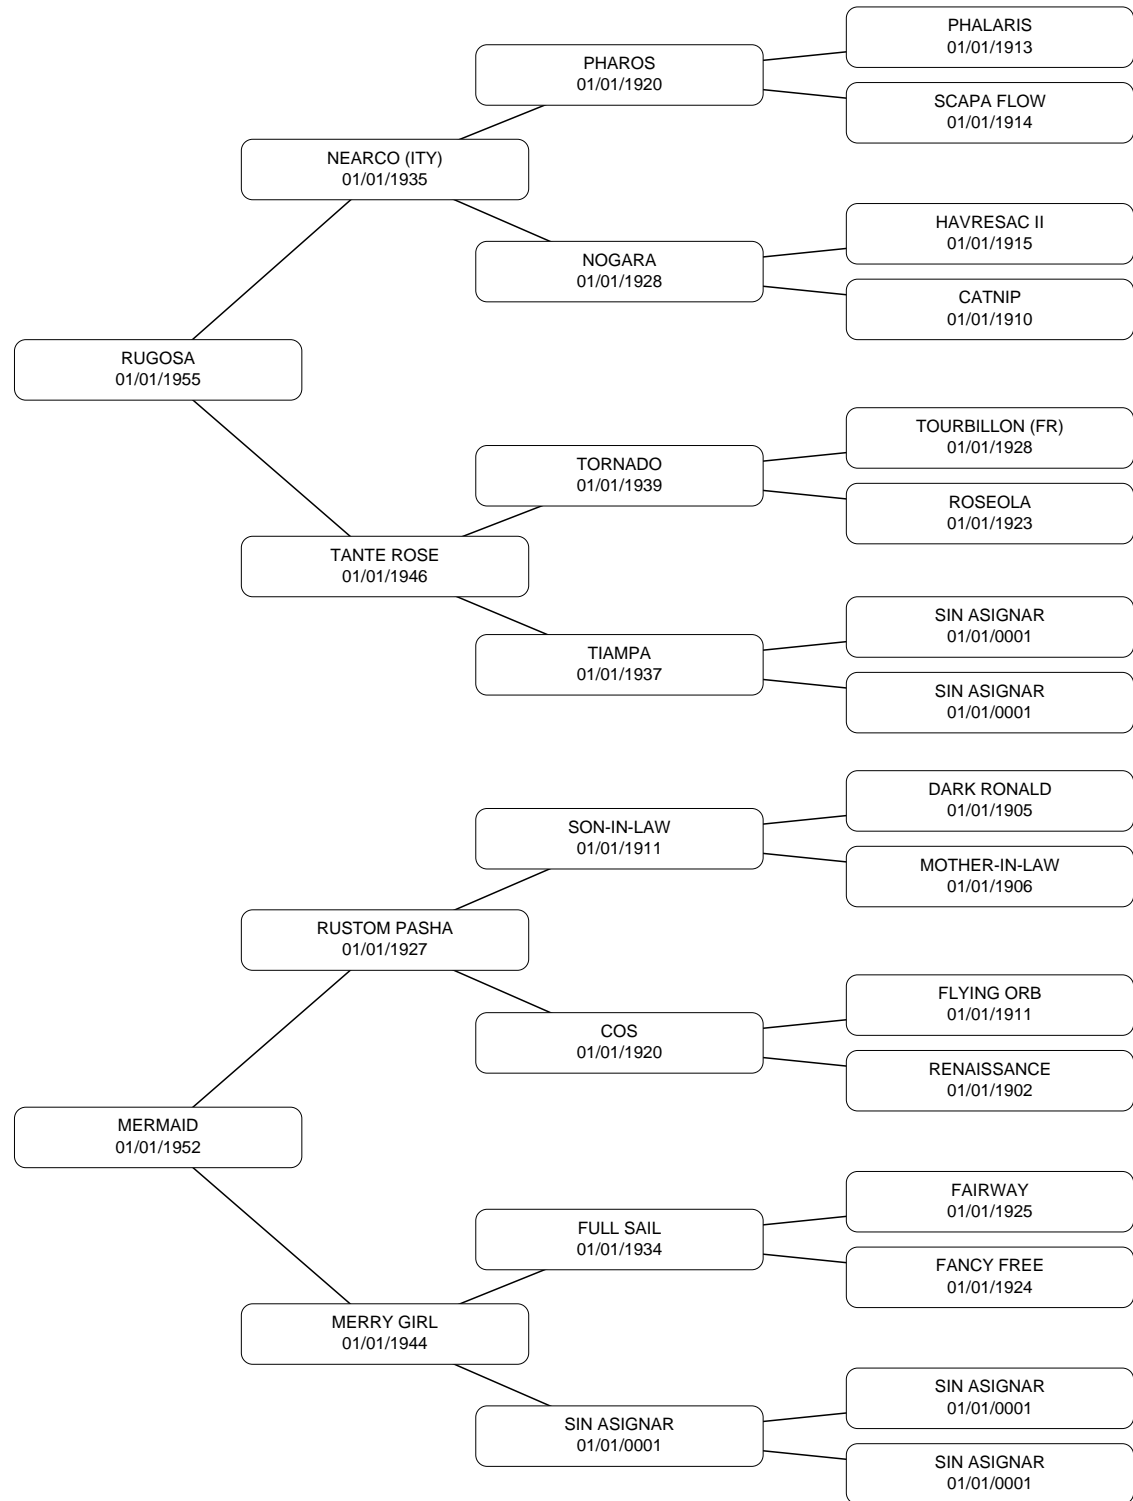 PHALARIS
01/01/1913
PHAROS
01/01/1920
SCAPA FLOW
01/01/1914
NEARCO (ITY)
01/01/1935
HAVRESAC II
01/01/1915
NOGARA
01/01/1928
CATNIP
01/01/1910
RUGOSA
01/01/1955
TOURBILLON (FR)
01/01/1928
TORNADO
01/01/1939
ROSEOLA
01/01/1923
TANTE ROSE
01/01/1946
SIN ASIGNAR
01/01/0001
TIAMPA
01/01/1937
SIN ASIGNAR
01/01/0001
DARK RONALD
01/01/1905
SON-IN-LAW
01/01/1911
MOTHER-IN-LAW
01/01/1906
RUSTOM PASHA
01/01/1927
FLYING ORB
01/01/1911
COS
01/01/1920
RENAISSANCE
01/01/1902
MERMAID
01/01/1952
FAIRWAY
01/01/1925
FULL SAIL
01/01/1934
FANCY FREE
01/01/1924
MERRY GIRL
01/01/1944
SIN ASIGNAR
01/01/0001
SIN ASIGNAR
01/01/0001
SIN ASIGNAR
01/01/0001